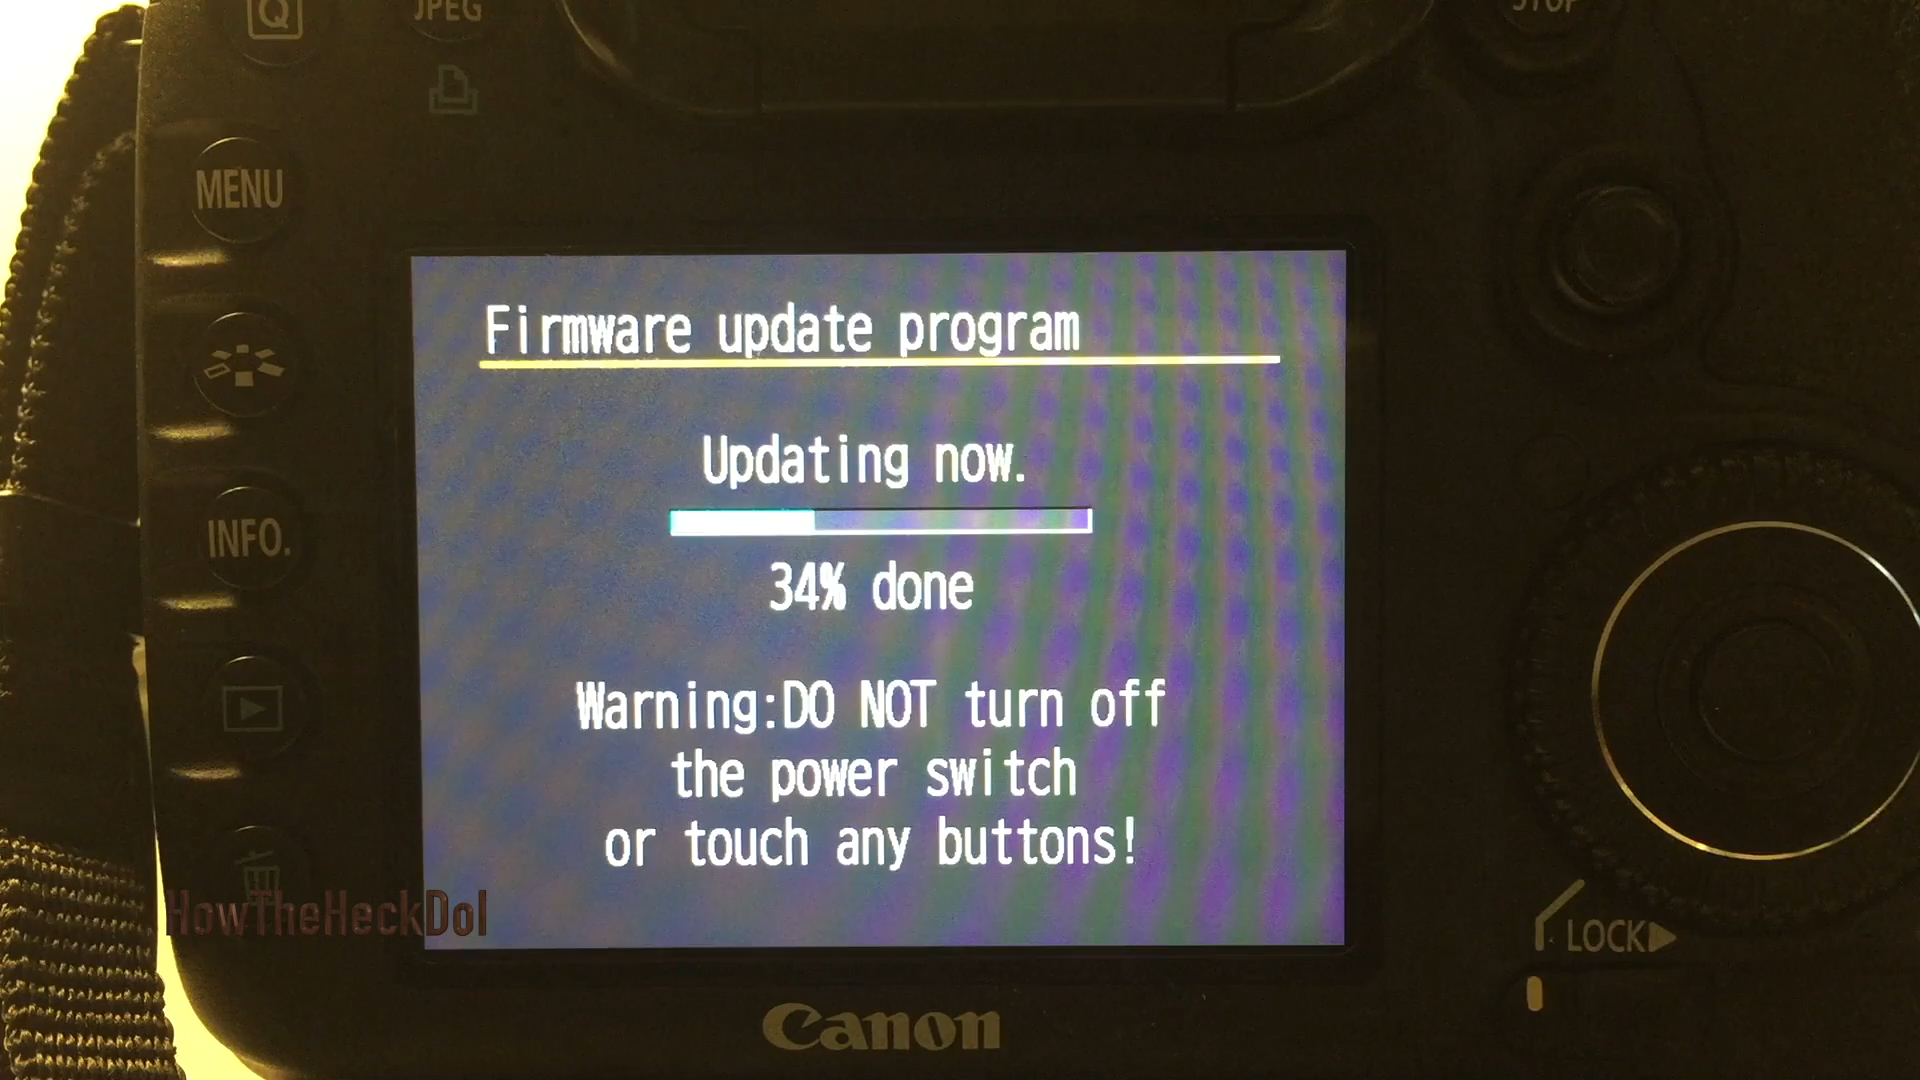 Q
JPEG
STOP
MENU
Firmware update program
Updating now.
INFO.
34% done
Warning:DO NOT turn off
the power switch
or touch any buttons!
HowTheHeckDoI
LOCK
Canon